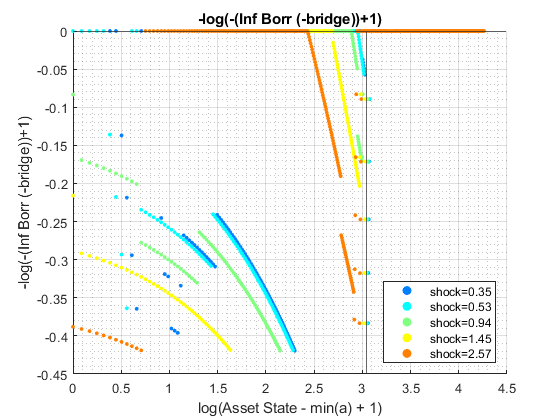 -log(-(Inf Borr (-bridge))+1)
0
-0.05
-0.1
-0.15
-0.2
-0.25
-0.3
-0.35
-0.4
-0.45
-log(-(Inf Borr (-bridge))+1)
shock=0.35
shock=0.53
shock=0.94
shock=1.45
shock=2.57
0 0.5 1 1.5 2 2.5 3 3.5 4 4.5
log(Asset State - min(a) + 1)